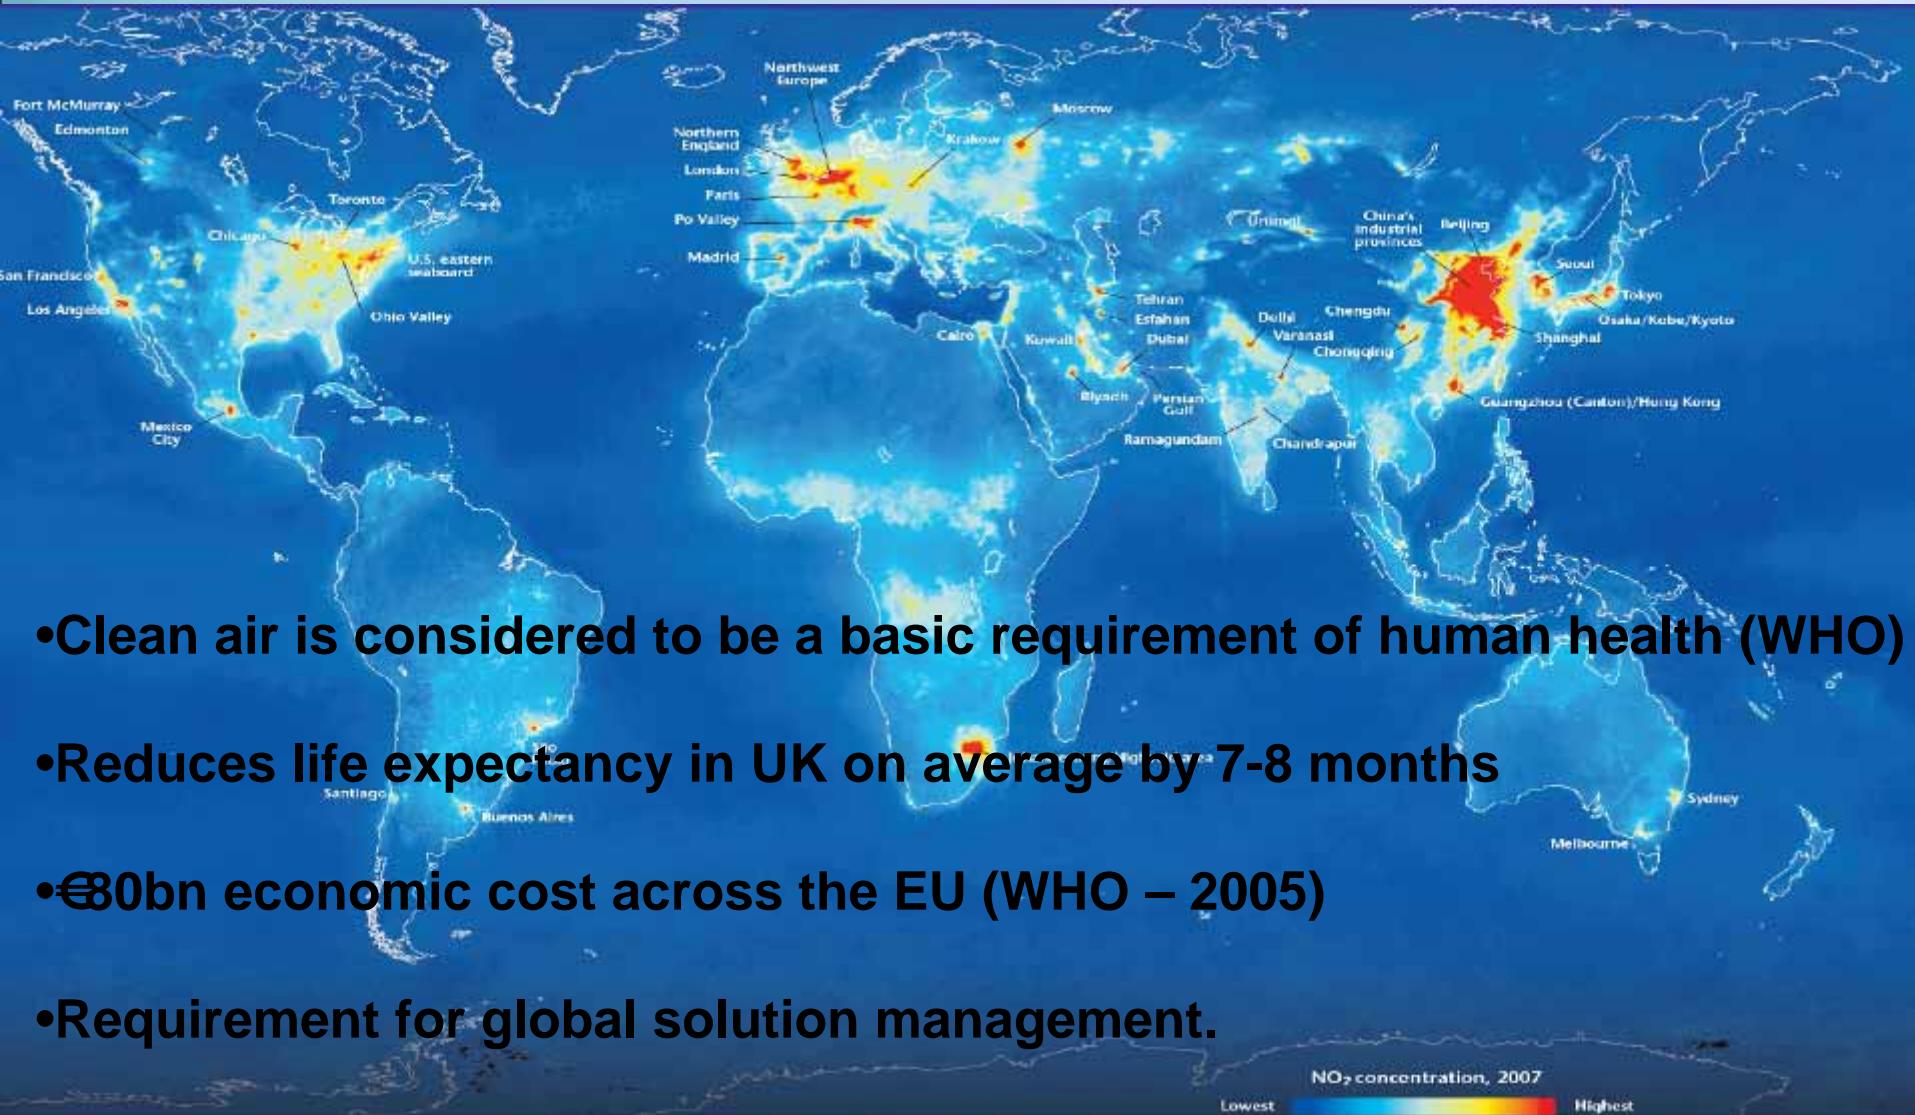 Northwest
Europe
Fort McMurray
Edmonton
Moscow
Northern
England
Krakow
London
Paris
Toronto
Po Valley
Chicago
Urumqi
China's
industrial
provinces
Beijing
Madrid
U.S. eastern
seaboard
San Francisco
Seoul
Los Angeles
Ohio Valley
Tehran
Esfahan
Dubai
Tokyo
Osaka/Kobe/Kyoto
Cairo
Kuwait
Delhi
Varanasi
Chengdu
Chongqing
Shanghai
Riyadh
Persian
Gulf
Guangzhou (Canton)/Hong Kong
Mexico
City
Ramagundam
Chandrapur
•Clean air is considered to be a basic requirement of human health (WHO)
•Reduces life expectancy in UK on average by 7-8 months
Santiago
Buenos Aires
Sydney
Melbourne
•€80bn economic cost across the EU (WHO – 2005)
•Requirement for global solution management.
NO₂ concentration, 2007
Lowest
Highest